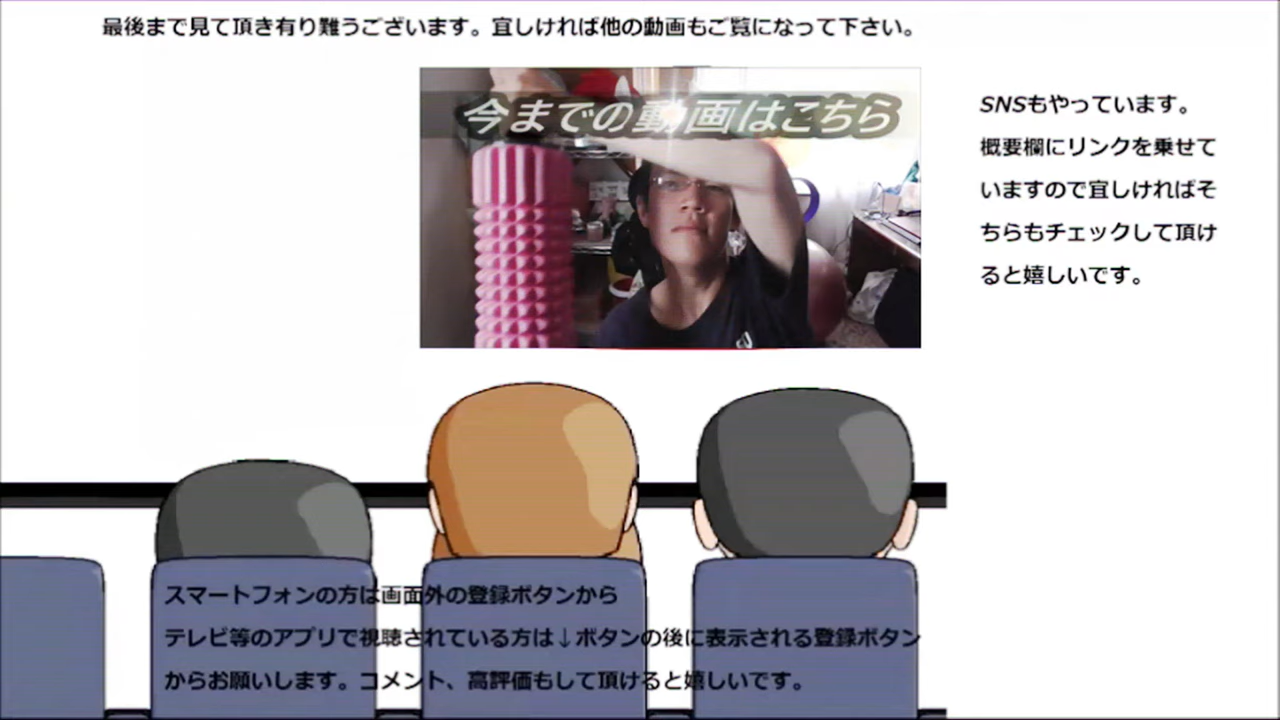 最後まで見て頂き有り難うございます。宜しければ他の動画もご覧になって下さい。
今までの動画はこちら
SNSもやっています。
概要欄にリンクを乗せて
いますので宜しければそ
ちらもチェックして頂け
ると嬉しいです。
スマートフォンの方は画面外の登録ボタンから
テレビ等のアプリで視聴されている方は↓ボタンの後に表示される登録ボタン
からお願いします。コメント、高評価もして頂けると嬉しいです。